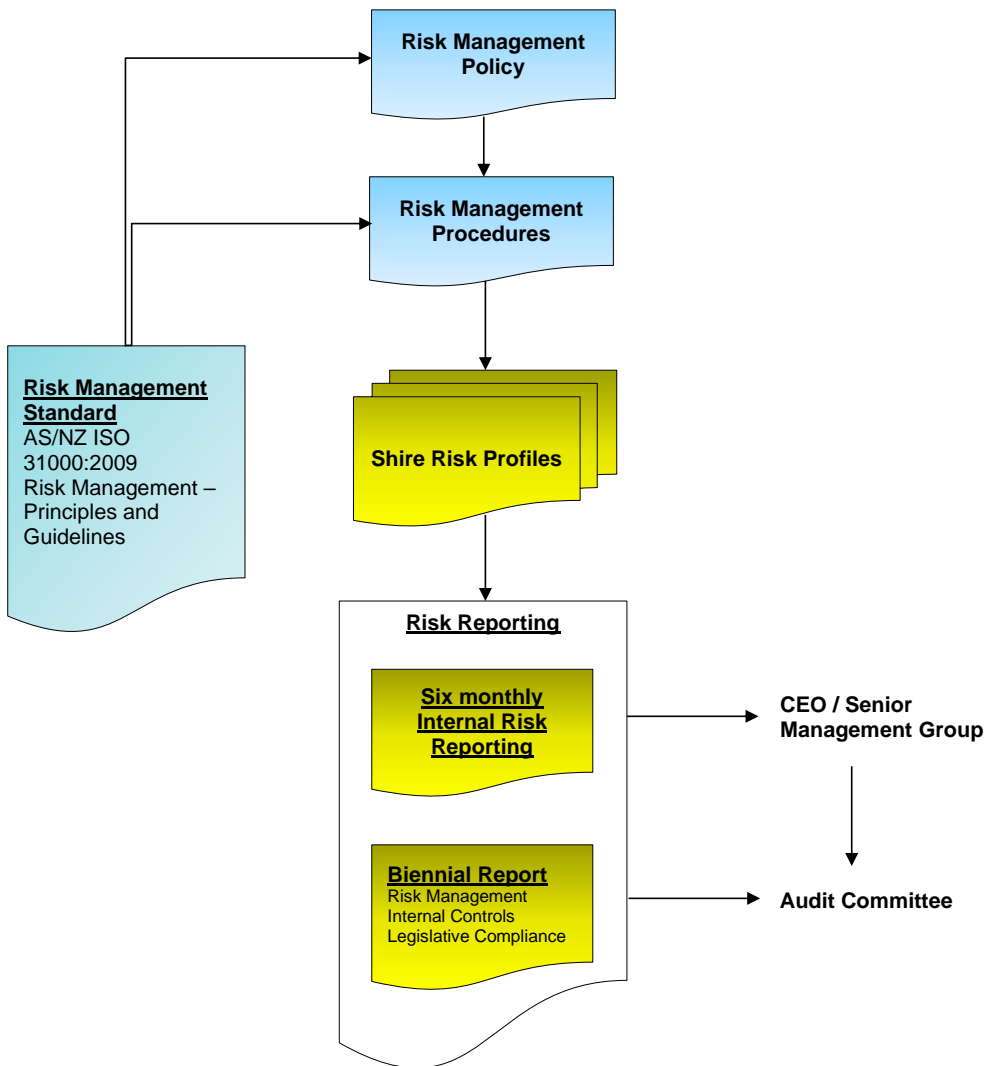 Risk Management
Policy
Risk Management
Procedures
Risk Management
Standard
AS/NZ ISO
31000:2009
Risk Management –
Principles and
Guidelines
Shire Risk Profiles
Risk Reporting
Six monthly
Internal Risk
Reporting
CEO / Senior
Management Group
Biennial Report
Risk Management
Internal Controls
Legislative Compliance
Audit Committee